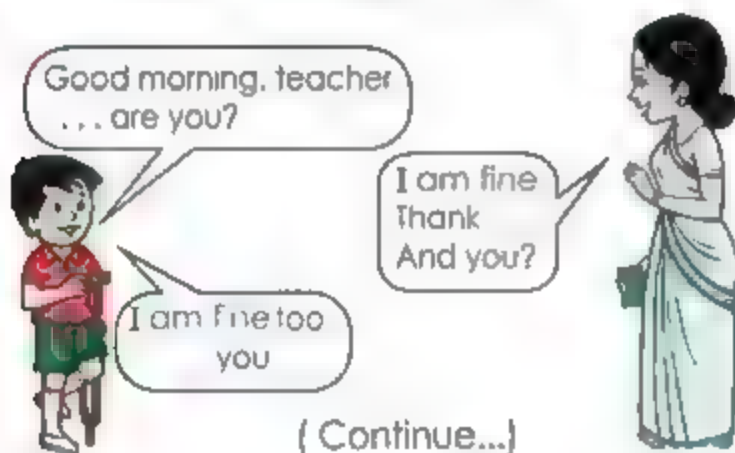 Good morning, teacher
... are you?
I am fine
Thank
And you?
I am fine too
you
(Continue...)